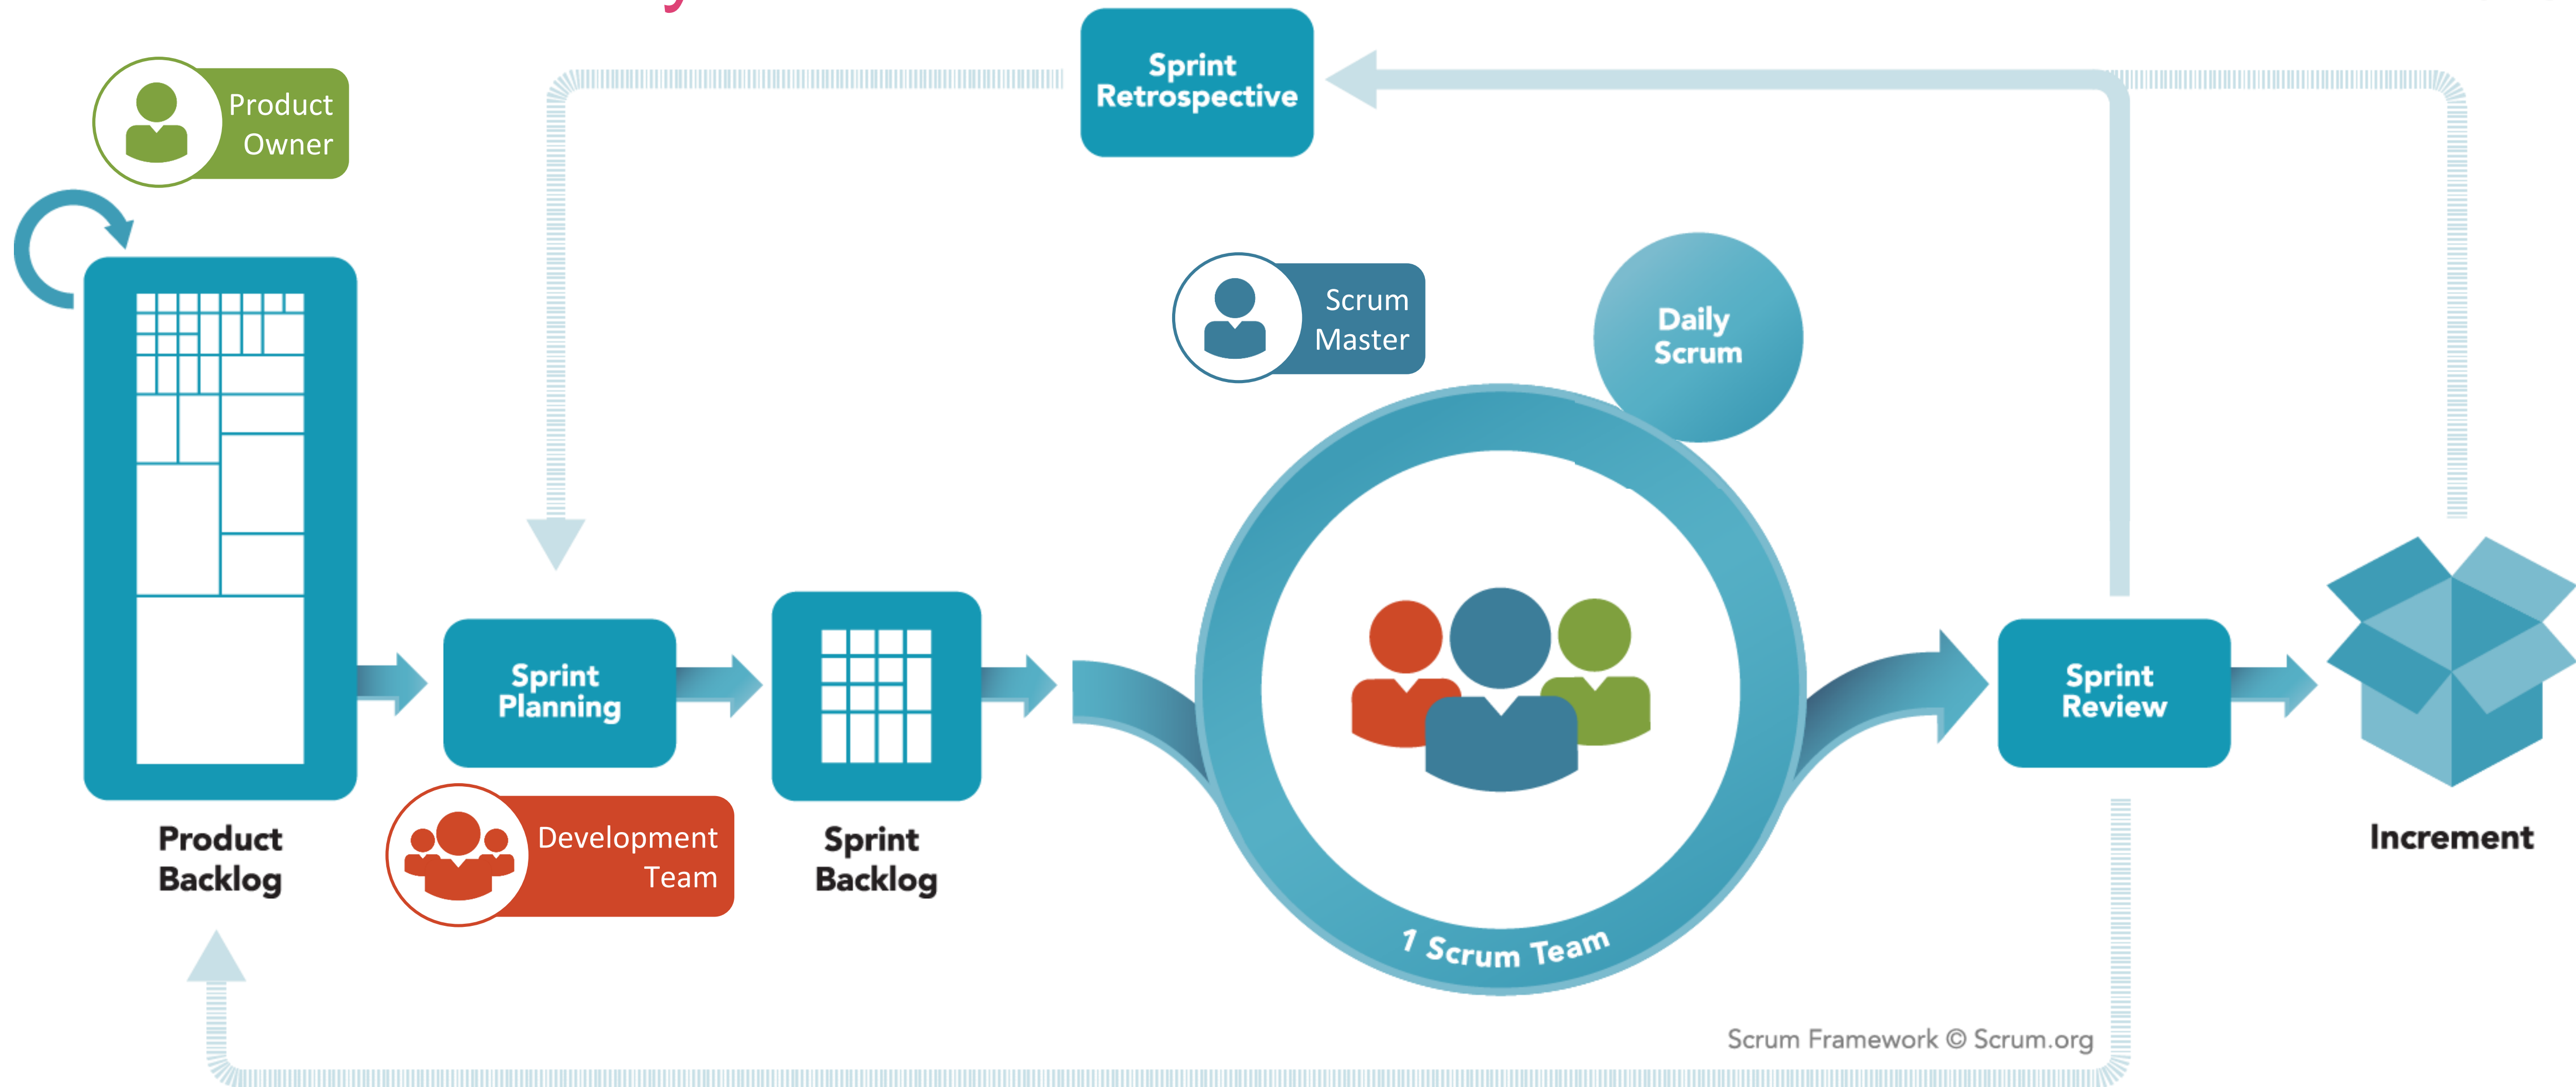 Sprint
Retrospective
Product
Owner
Scrum
Master
Daily
Scrum
Sprint
Planning
Sprint
Review
Development
Team
Product
Backlog
Sprint
Backlog
Increment
1 Scrum Team
Scrum Framework © Scrum.org